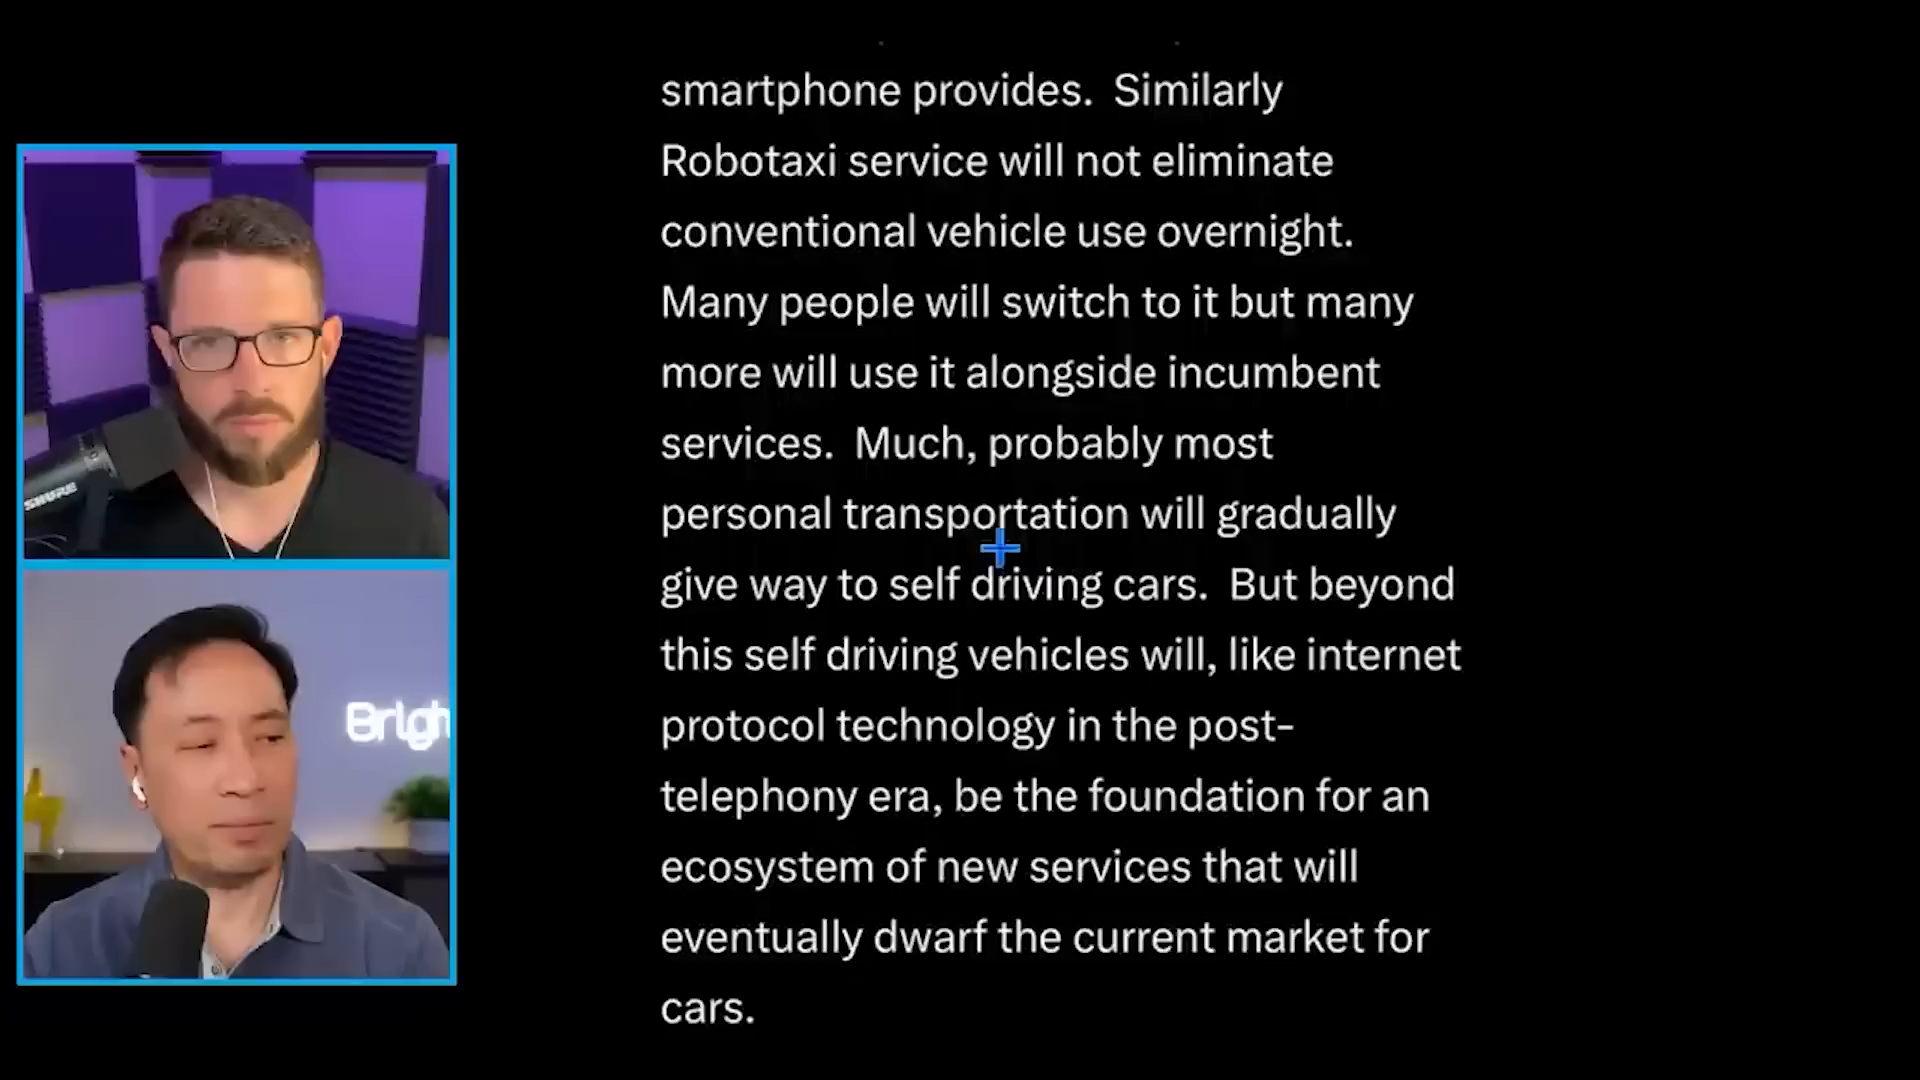 smartphone provides.  Similarly
Robotaxi service will not eliminate
conventional vehicle use overnight.
Many people will switch to it but many
more will use it alongside incumbent
services.  Much, probably most
personal transportation will gradually
give way to self driving cars.  But beyond
this self driving vehicles will, like internet
protocol technology in the post-
telephony era, be the foundation for an
ecosystem of new services that will
eventually dwarf the current market for
cars.
SHURE
Brigh